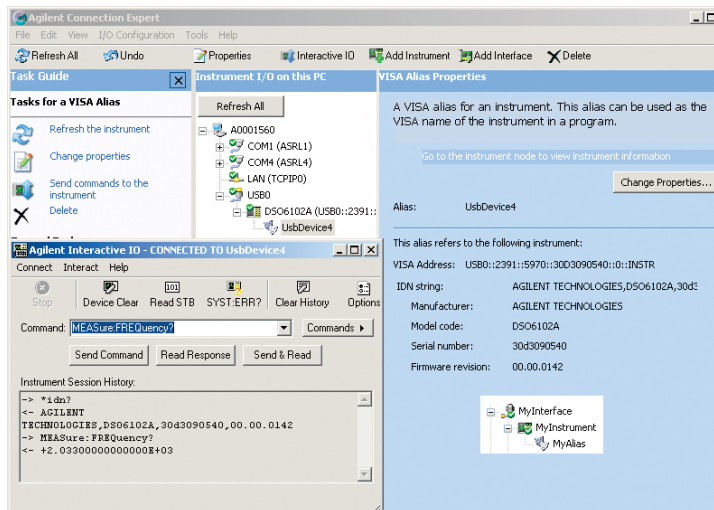 Agilent Connection Expert
File Edit View I/O Configuration Tools Help
Refresh All Undo Properties Interactive IO Add Instrument Add Interface Delete
Task Guide
Tasks for a VISA Alias
Refresh the instrument
Change properties
Send commands to the
instrument
Delete
Instrument I/O on this PC
Refresh All
A0001560
COM1 (ASRL1)
COM4 (ASRL4)
LAN (TCPIP0)
USB0
DSO6102A (USB0::2391::
UsbDevice4
VISA Alias Properties
A VISA alias for an instrument. This alias can be used as the
VISA name of the instrument in a program.
Go to the instrument node to view instrument information
Change Properties...
Alias: UsbDevice4
This alias refers to the following instrument:
VISA Address: USB0::2391::5970::30D3090540::0::INSTR
IDN string: AGILENT TECHNOLOGIES,DSO6102A,30d3
Manufacturer: AGILENT TECHNOLOGIES
Model code: DSO6102A
Serial number: 30d3090540
Firmware revision: 00.00.0142
MyInterface
MyInstrument
MyAlias
Agilent Interactive IO - CONNECTED TO UsbDevice4
Connect Interact Help
Stop Device Clear Read STB SYST:ERR? Clear History Options
Command: MEASure:FREQuency? Commands
Send Command Read Response Send & Read
Instrument Session History:
-> *idn?
<- AGILENT
TECHNOLOGIES,DSO6102A,30d3090540,00.00.0142
-> MEASure:FREQuency?
<- +2.03300000000000E+03